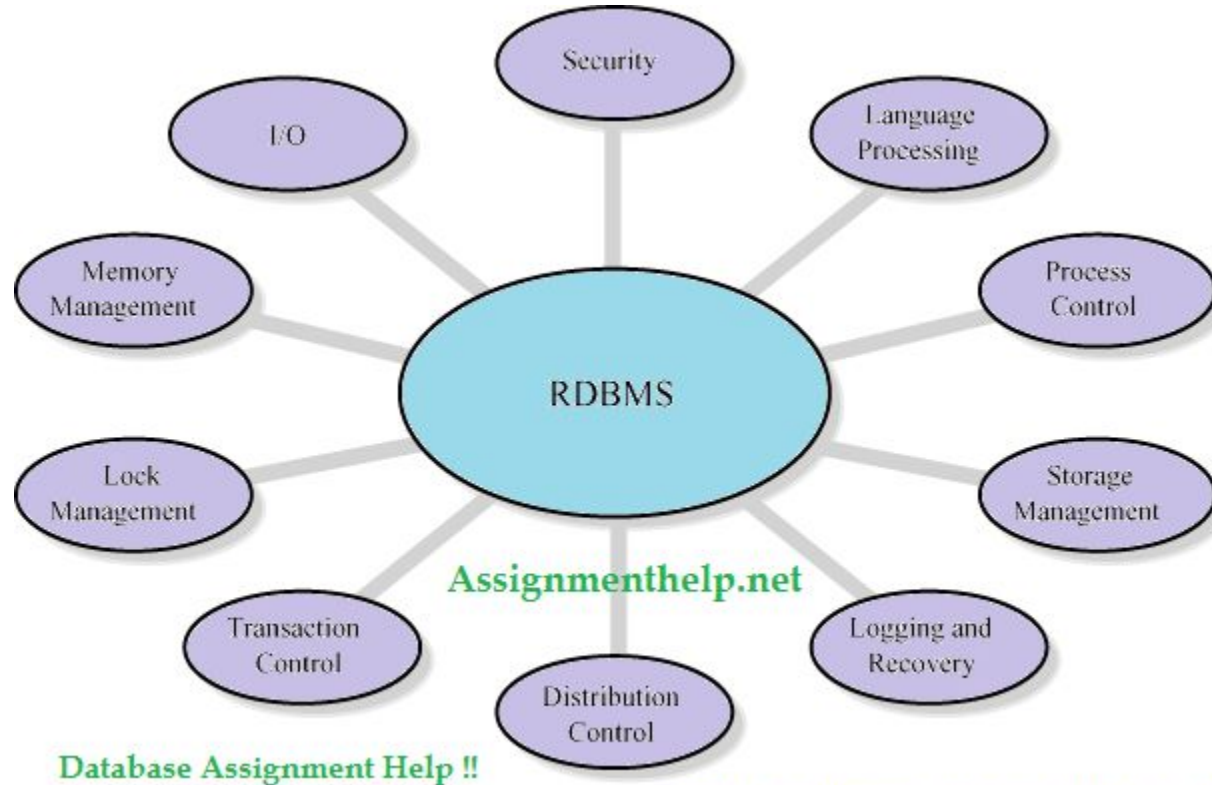 Security
I/O
Language
Processing
Memory
Management
Process
Control
RDBMS
Lock
Management
Storage
Management
Assignmenthelp.net
Transaction
Control
Logging and
Recovery
Distribution
Control
Database Assignment Help !!